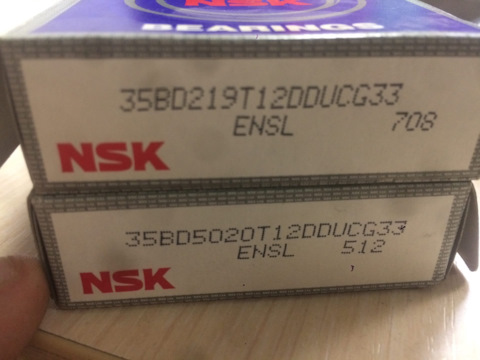 NSK
BEARINGS
35BD219T12DDUCG33
ENSL 708
NSK
35BD5020T12DDUCG33
ENSL 512
NSK